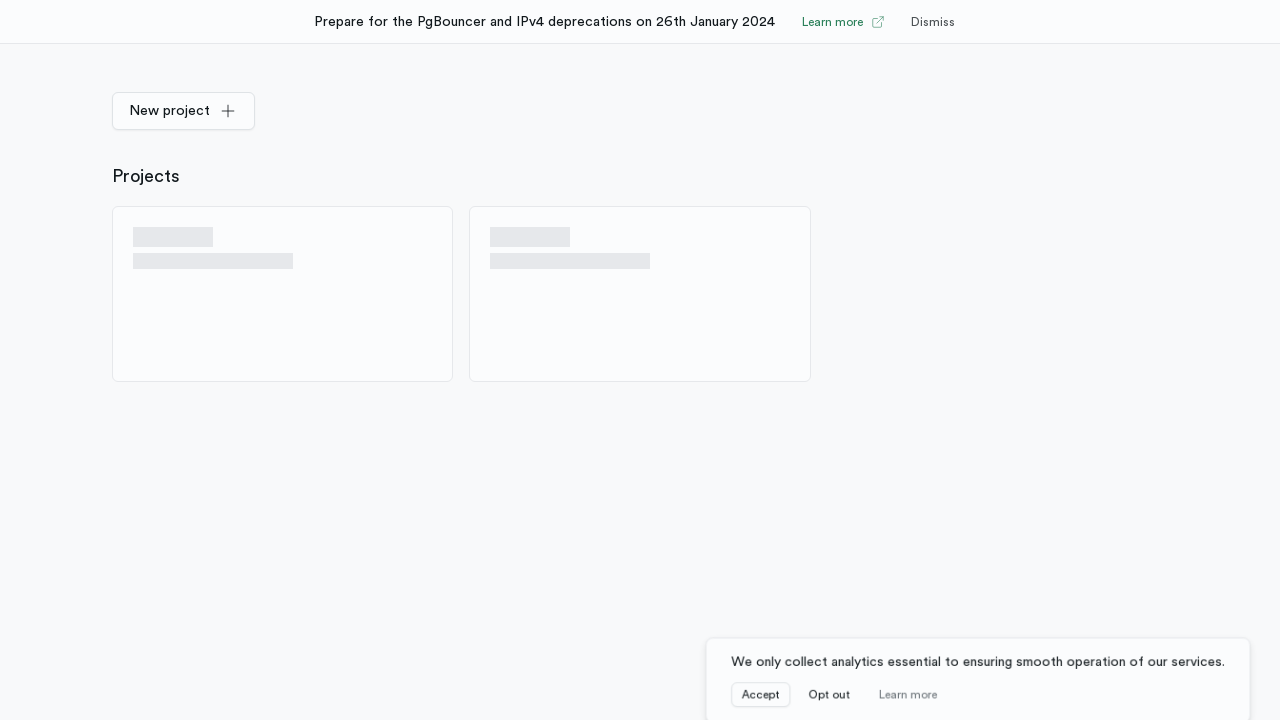 Prepare for the PgBouncer and IPv4 deprecations on 26th January 2024 Learn more Dismiss
New project
Projects
We only collect analytics essential to ensuring smooth operation of our services.
Accept Opt out Learn more